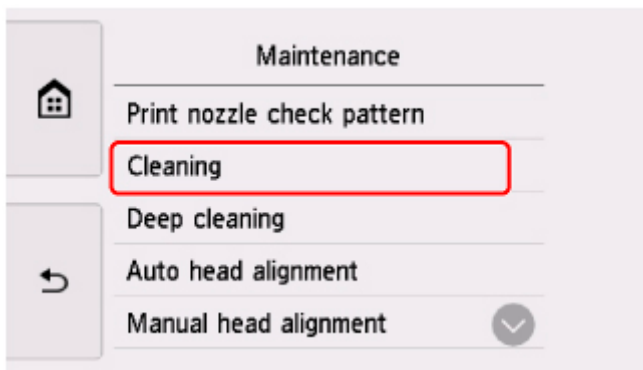 Maintenance
Print nozzle check pattern
Cleaning
Deep cleaning
Auto head alignment
Manual head alignment